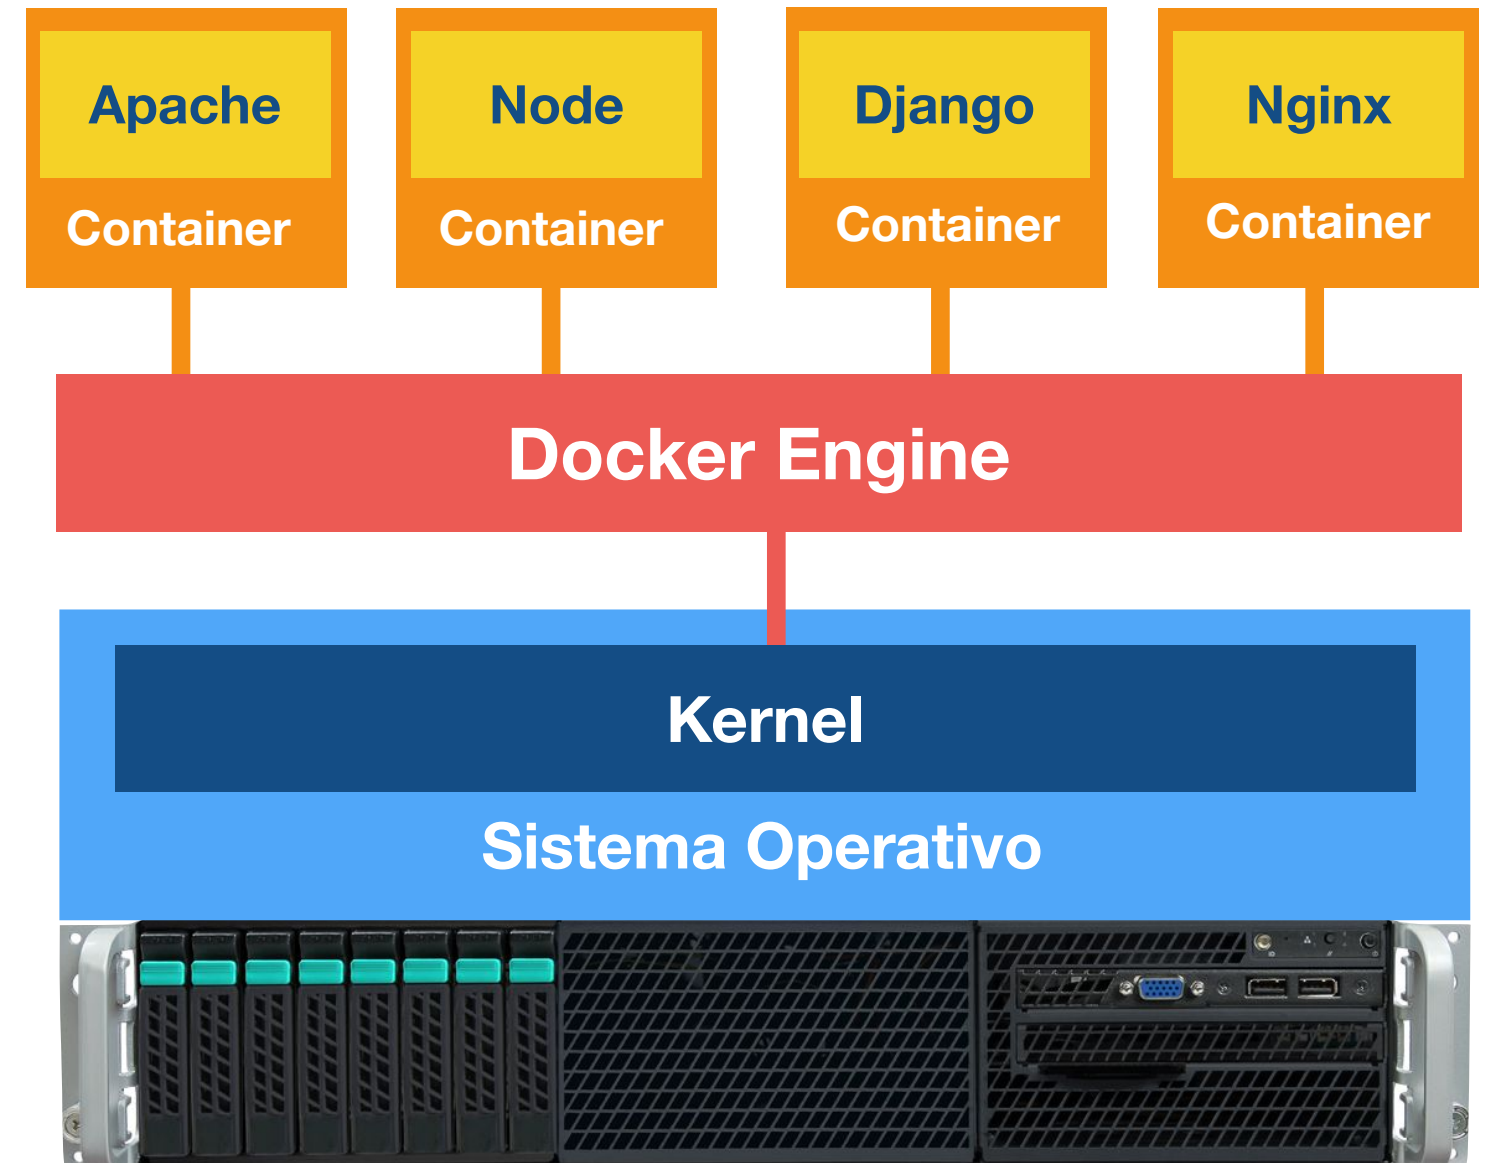 Apache
Node
Django
Nginx
Container
Container
Container
Container
Docker Engine
Kernel
Sistema Operativo